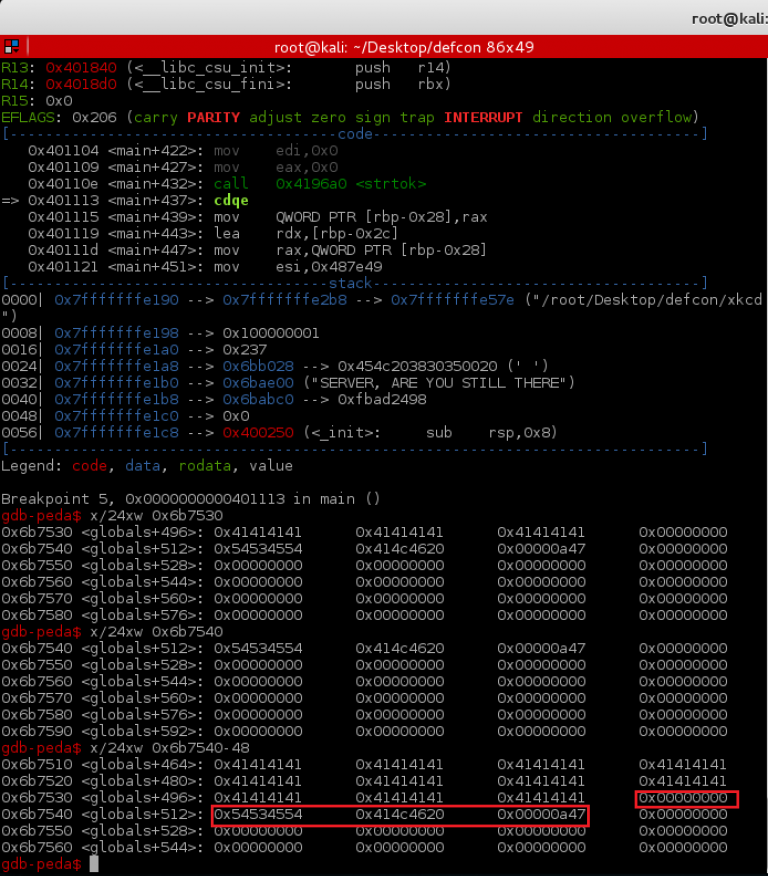 root@kali:
root@kali: ~/Desktop/defcon 86x49
R13: 0x401840 (<__libc_csu_init>:       push   r14)
R14: 0x4018d0 (<__libc_csu_fini>:       push   rbx)
R15: 0x0
EFLAGS: 0x206 (carry PARITY adjust zero sign trap INTERRUPT direction overflow)
[-------------------------------------code-------------------------------------]
   0x401104 <main+422>: mov    edi,0x0
   0x401109 <main+427>: mov    eax,0x0
   0x40110e <main+432>: call   0x4196a0 <strtok>
=> 0x401113 <main+437>: cdqe
   0x401115 <main+439>: mov    QWORD PTR [rbp-0x28],rax
   0x401119 <main+443>: lea    rdx,[rbp-0x2c]
   0x40111d <main+447>: mov    rax,QWORD PTR [rbp-0x28]
   0x401121 <main+451>: mov    esi,0x487e49
[------------------------------------stack-------------------------------------]
0000| 0x7fffffffe190 --> 0x7fffffffe2b8 --> 0x7fffffffe57e ("/root/Desktop/defcon/xkcd
")
0008| 0x7fffffffe198 --> 0x100000001
0016| 0x7fffffffe1a0 --> 0x237
0024| 0x7fffffffe1a8 --> 0x6bb028 --> 0x454c203830350020 (' ')
0032| 0x7fffffffe1b0 --> 0x6bae00 ("SERVER, ARE YOU STILL THERE")
0040| 0x7fffffffe1b8 --> 0x6babc0 --> 0xfbad2498
0048| 0x7fffffffe1c0 --> 0x0
0056| 0x7fffffffe1c8 --> 0x400250 (<_init>:     sub    rsp,0x8)
[------------------------------------------------------------------------------]
Legend: code, data, rodata, value
Breakpoint 5, 0x0000000000401113 in main ()
gdb-peda$ x/24xw 0x6b7530
0x6b7530 <globals+496>: 0x41414141      0x41414141      0x41414141      0x00000000
0x6b7540 <globals+512>: 0x54534554      0x414c4620      0x00000a47      0x00000000
0x6b7550 <globals+528>: 0x00000000      0x00000000      0x00000000      0x00000000
0x6b7560 <globals+544>: 0x00000000      0x00000000      0x00000000      0x00000000
0x6b7570 <globals+560>: 0x00000000      0x00000000      0x00000000      0x00000000
0x6b7580 <globals+576>: 0x00000000      0x00000000      0x00000000      0x00000000
gdb-peda$ x/24xw 0x6b7540
0x6b7540 <globals+512>: 0x54534554      0x414c4620      0x00000a47      0x00000000
0x6b7550 <globals+528>: 0x00000000      0x00000000      0x00000000      0x00000000
0x6b7560 <globals+544>: 0x00000000      0x00000000      0x00000000      0x00000000
0x6b7570 <globals+560>: 0x00000000      0x00000000      0x00000000      0x00000000
0x6b7580 <globals+576>: 0x00000000      0x00000000      0x00000000      0x00000000
0x6b7590 <globals+592>: 0x00000000      0x00000000      0x00000000      0x00000000
gdb-peda$ x/24xw 0x6b7540-48
0x6b7510 <globals+464>: 0x41414141      0x41414141      0x41414141      0x41414141
0x6b7520 <globals+480>: 0x41414141      0x41414141      0x41414141      0x41414141
0x6b7530 <globals+496>: 0x41414141      0x41414141      0x41414141      0x00000000
0x6b7540 <globals+512>: 0x54534554      0x414c4620      0x00000a47      0x00000000
0x6b7550 <globals+528>: 0x00000000      0x00000000      0x00000000      0x00000000
0x6b7560 <globals+544>: 0x00000000      0x00000000      0x00000000      0x00000000
gdb-peda$